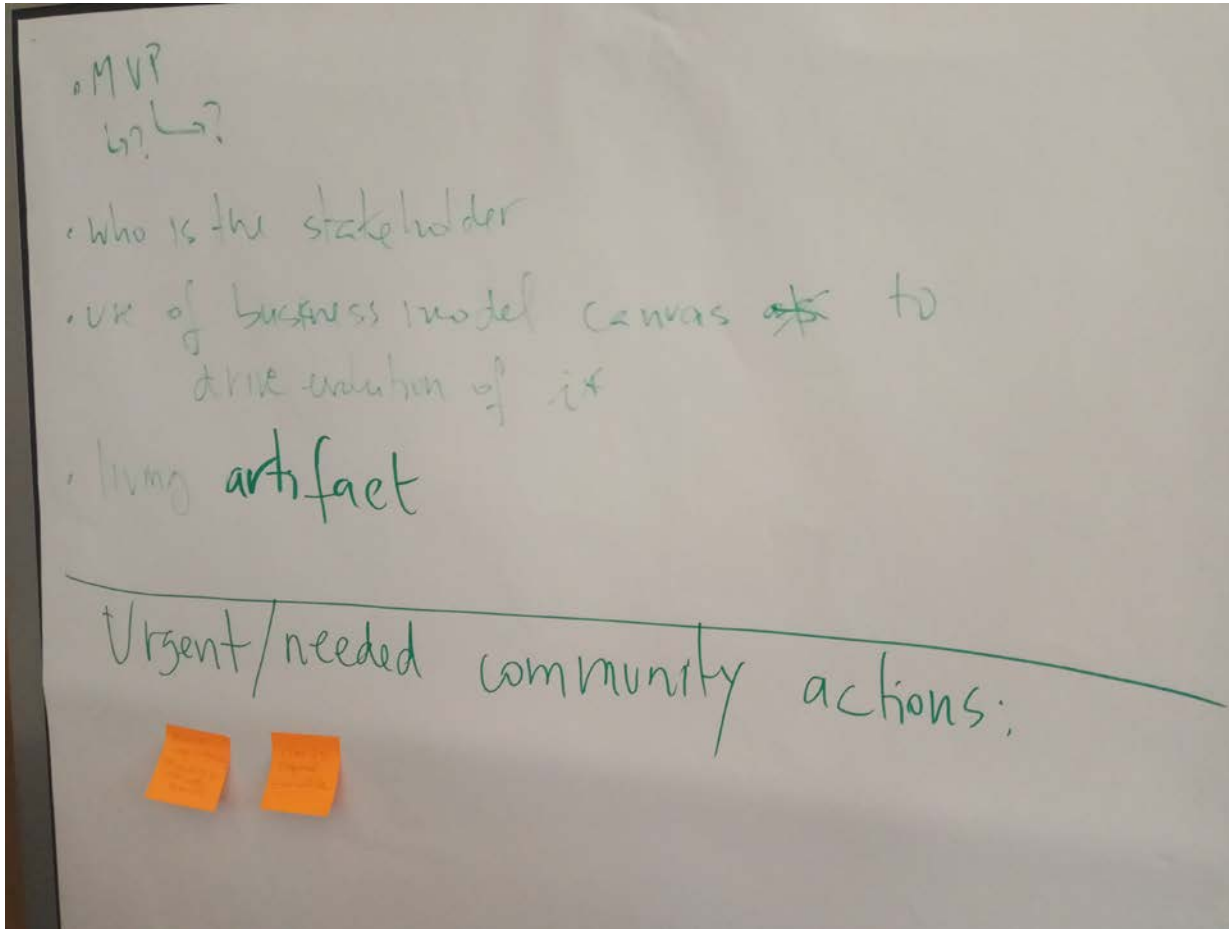 • MVP
↳? ↳?
• who is the stakeholder
• use of business model canvas to
drive evolution of i*
• living artifact
Urgent/needed community actions: